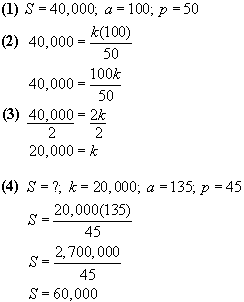 (1) S = 40,000; a = 100; p = 50
(2) 40,000 = k(100)/50
40,000 = 100k/50
(3) 40,000/2 = 2k/2
20,000 = k
(4) S = ?; k = 20,000; a = 135; p = 45
S = 20,000(135)/45
S = 2,700,000/45
S = 60,000